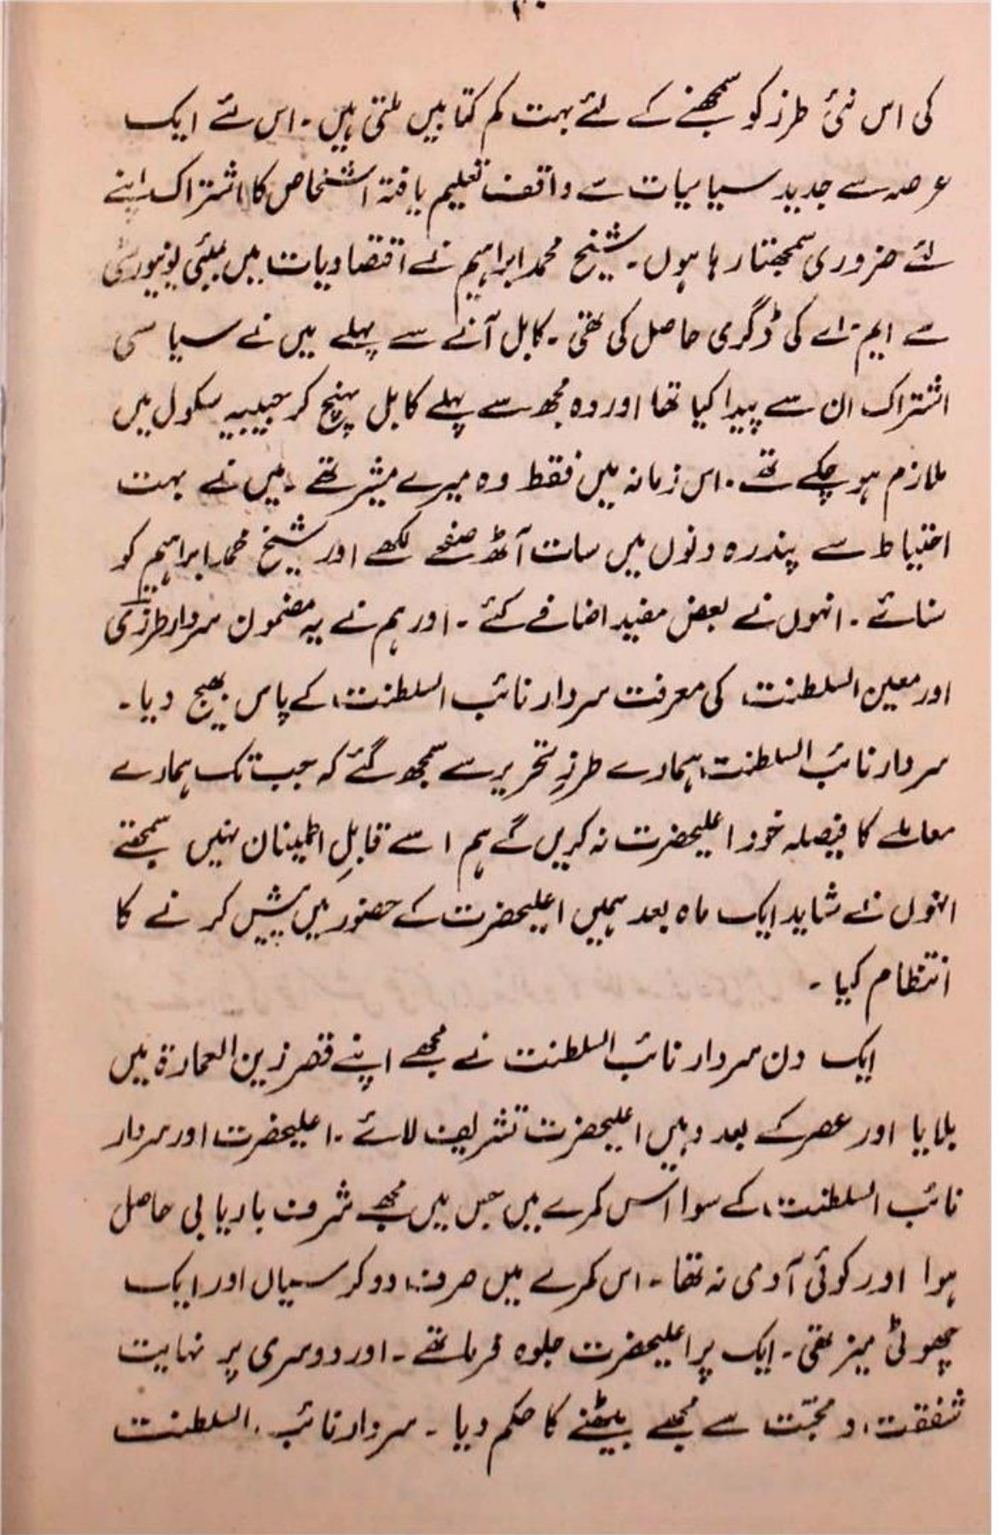 ۲۰
کی اس نئی طرز کو سمجھنے کے لئے بہت کم کتابیں ملتی ہیں۔ اس لئے ایک
عرصہ سے جدید سیاسیات سے واقف تعلیم یافتہ اشخاص کا اشتراک اپنے
لئے ضروری سمجھتا رہا ہوں۔ شیخ محمد ابراہیم نے اقتصادیات میں بمبئی یونیورسٹی
سے ایم۔اے کی ڈگری حاصل کی تھی۔ کابل آنے سے پہلے میں نے سیاسی
اشتراک ان سے پیدا کیا تھا اور وہ مجھ سے پہلے کابل پہنچ کر حبیبیہ سکول میں
ملازم ہو چکے تھے۔ اس زمانہ میں فقط وہ میرے مشیر تھے۔ میں نے بہت
احتیاط سے پندرہ دنوں میں سات آٹھ صفحے لکھے اور شیخ محمد ابراہیم کو
سنائے۔ انہوں نے بعض مفید اضافے کئے۔ اور ہم نے یہ مضمون سردار طرزی
اور معین السلطنت کی معرفت سردار نائب السلطنت کے پاس بھیج دیا۔
سردار نائب السلطنت ہمارے طرزِ تحریر سے سمجھ گئے کہ جب تک ہمارے
معاملے کا فیصلہ خود اعلیحضرت نہ کریں گے ہم اسے قابلِ اطمینان نہیں سمجھتے
انہوں نے شاید ایک ماہ بعد ہمیں اعلیحضرت کے حضور میں پیش کرنے کا
انتظام کیا۔
ایک دن سردار نائب السلطنت نے مجھے اپنے قصر زین العمارۃ میں
بلایا اور عصر کے بعد وہیں اعلیحضرت تشریف لائے۔ اعلیحضرت اور سردار
نائب السلطنت کے سوا اس کمرے میں جس میں مجھے شرف باریابی حاصل
ہوا اور کوئی آدمی نہ تھا۔ اس کمرے میں صرف دو کرسیاں اور ایک
چھوٹی میز تھی۔ ایک پر اعلیحضرت جلوہ فرما تھے۔ اور دوسری پر نہایت
شفقت و محبّت سے مجھے بیٹھنے کا حکم دیا۔ سردار نائب السلطنت